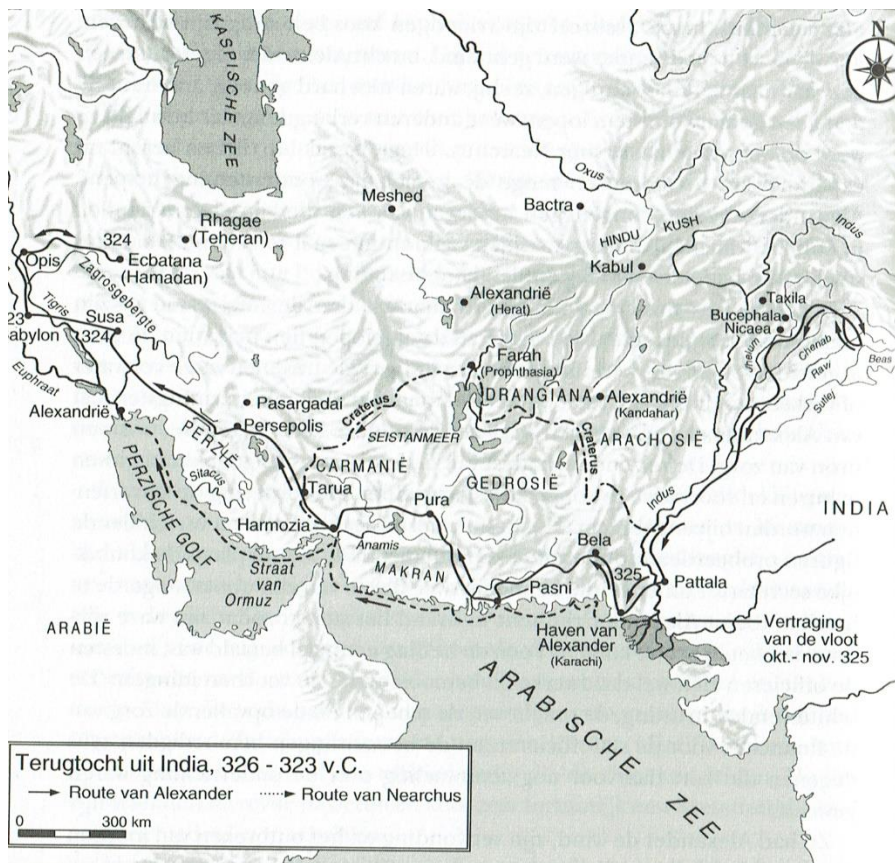 KASPISCHE ZEE
N
Oxus
Meshed
Bactra
HINDU KUSH
Indus
Rhagae
(Teheran)
324
Opis
Ecbatana
(Hamadan)
Kabul
Zagrosgebergte
Tigris
Alexandrië
(Herat)
Taxila
Bucephala
Nicaea
Jhelum
Chenab
Raw
Beas
Sutlej
Susa
324
Babylon
Euphraat
Farah
(Prophthasia)
DRANGIANA
Alexandrië
(Kandahar)
Pasargadai
Craterus
Alexandrië
Persepolis
SEISTANMEER
Craterus
ARACHOSIË
PERZIË
Sitacus
CARMANIË
GEDROSIË
Tarua
Pura
Indus
INDIA
PERZISCHE GOLF
Harmozia
Anamis
Bela
MAKRAN
325
Straat
van
Ormuz
Pasni
Pattala
ARABIË
Haven van
Alexander
(Karachi)
Vertraging
van de vloot
okt.- nov. 325
ARABISCHE ZEE
Terugtocht uit India, 326 - 323 v.C.
Route van Alexander
Route van Nearchus
0 300 km